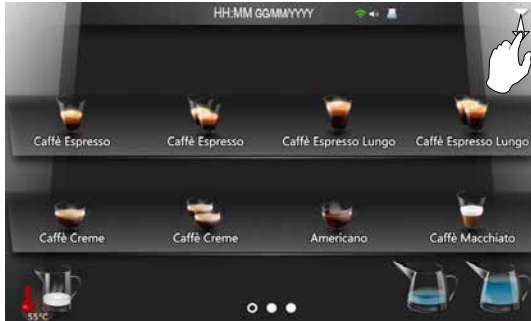 HH:MM GG/MM/YYYY
Caffè Espresso Caffè Espresso Caffè Espresso Lungo Caffè Espresso Lungo
Caffè Creme Caffè Creme Americano Caffè Macchiato
55°C